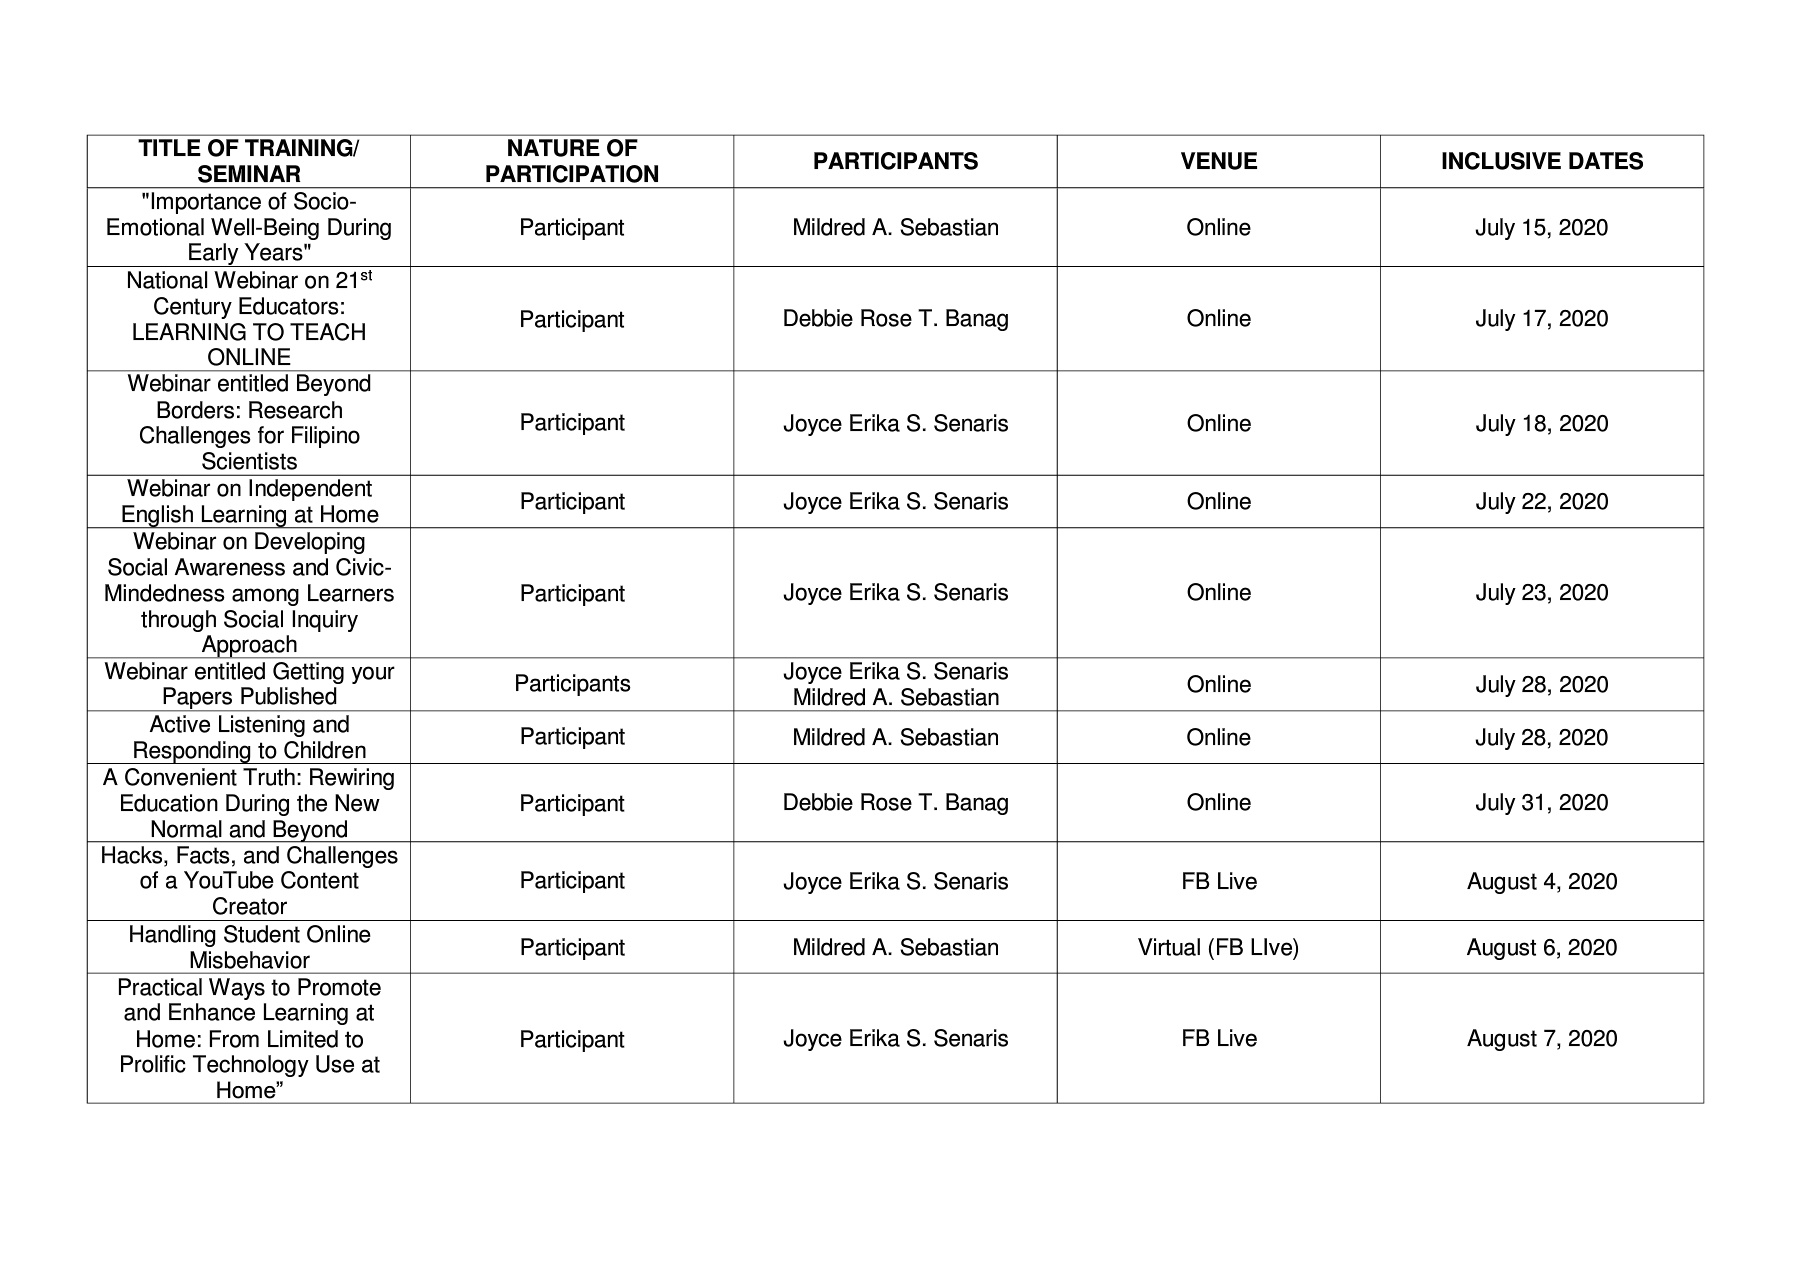 TITLE OF TRAINING/
SEMINAR
NATURE OF
PARTICIPATION
PARTICIPANTS
VENUE
INCLUSIVE DATES
"Importance of Socio-
Emotional Well-Being During
Early Years"
Participant
Mildred A. Sebastian
Online
July 15, 2020
National Webinar on 21st
Century Educators:
LEARNING TO TEACH
ONLINE
Participant
Debbie Rose T. Banag
Online
July 17, 2020
Webinar entitled Beyond
Borders: Research
Challenges for Filipino
Scientists
Participant
Joyce Erika S. Senaris
Online
July 18, 2020
Webinar on Independent
English Learning at Home
Participant
Joyce Erika S. Senaris
Online
July 22, 2020
Webinar on Developing
Social Awareness and Civic-
Mindedness among Learners
through Social Inquiry
Approach
Participant
Joyce Erika S. Senaris
Online
July 23, 2020
Webinar entitled Getting your
Papers Published
Participants
Joyce Erika S. Senaris
Mildred A. Sebastian
Online
July 28, 2020
Active Listening and
Responding to Children
Participant
Mildred A. Sebastian
Online
July 28, 2020
A Convenient Truth: Rewiring
Education During the New
Normal and Beyond
Participant
Debbie Rose T. Banag
Online
July 31, 2020
Hacks, Facts, and Challenges
of a YouTube Content
Creator
Participant
Joyce Erika S. Senaris
FB Live
August 4, 2020
Handling Student Online
Misbehavior
Participant
Mildred A. Sebastian
Virtual (FB LIve)
August 6, 2020
Practical Ways to Promote
and Enhance Learning at
Home: From Limited to
Prolific Technology Use at
Home”
Participant
Joyce Erika S. Senaris
FB Live
August 7, 2020